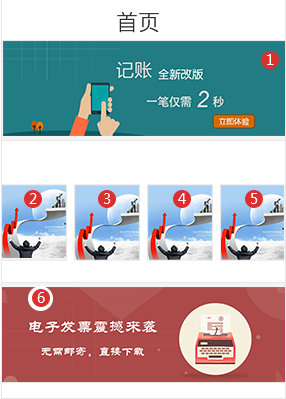 首页
1
记账 全新改版
一笔仅需 2 秒
立即体验
2 3 4 5
6
电子发票震撼来袭
无需邮寄，直接下载